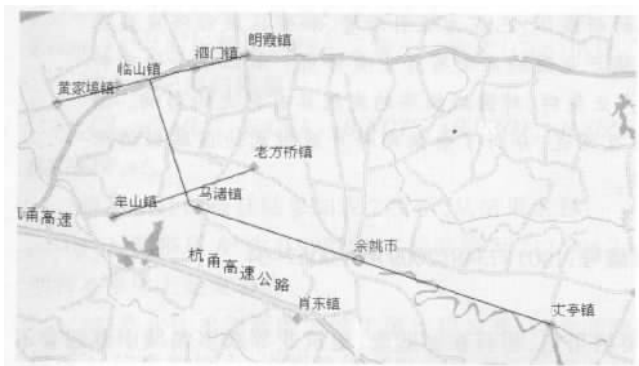 朗霞镇
泗门镇
临山镇
黄家埠镇
老方桥镇
牟山镇
马渚镇
杭甬高速
杭甬高速公路
余姚市
肖东镇
丈亭镇